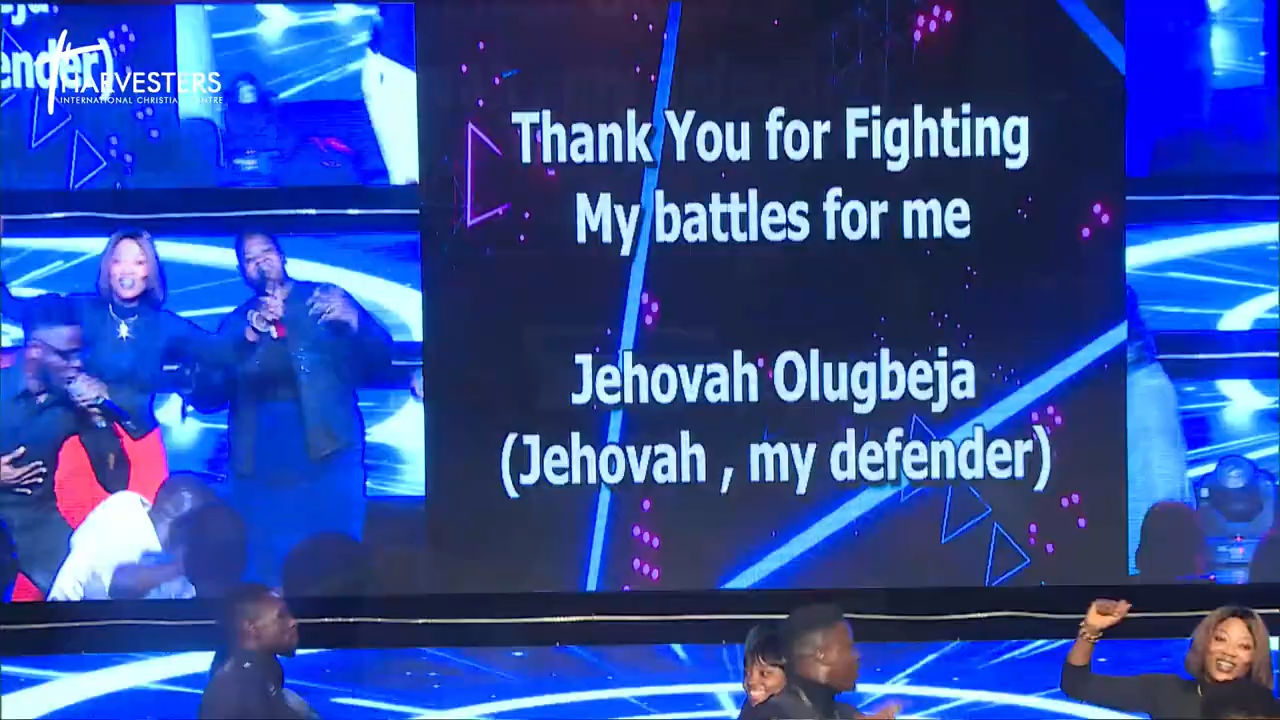 HARVESTERS
INTERNATIONAL CHRISTIAN CENTRE
Thank You for Fighting
My battles for me
Jehovah Olugbeja
(Jehovah , my defender)